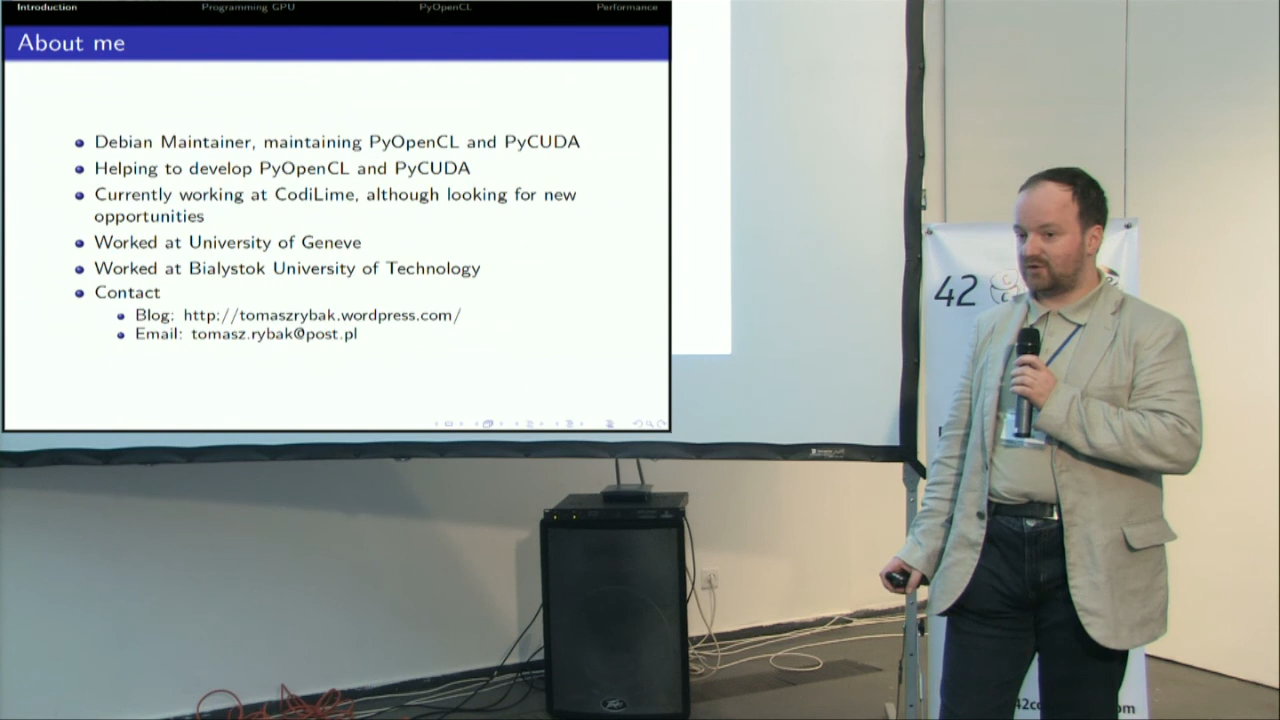 Introduction
Programming GPU
PyOpenCL
Performance
About me
Debian Maintainer, maintaining PyOpenCL and PyCUDA
Helping to develop PyOpenCL and PyCUDA
Currently working at CodiLime, although looking for new
opportunities
Worked at University of Geneve
Worked at Bialystok University of Technology
Contact
Blog: http://tomaszrybak.wordpress.com/
Email: tomasz.rybak@post.pl
42